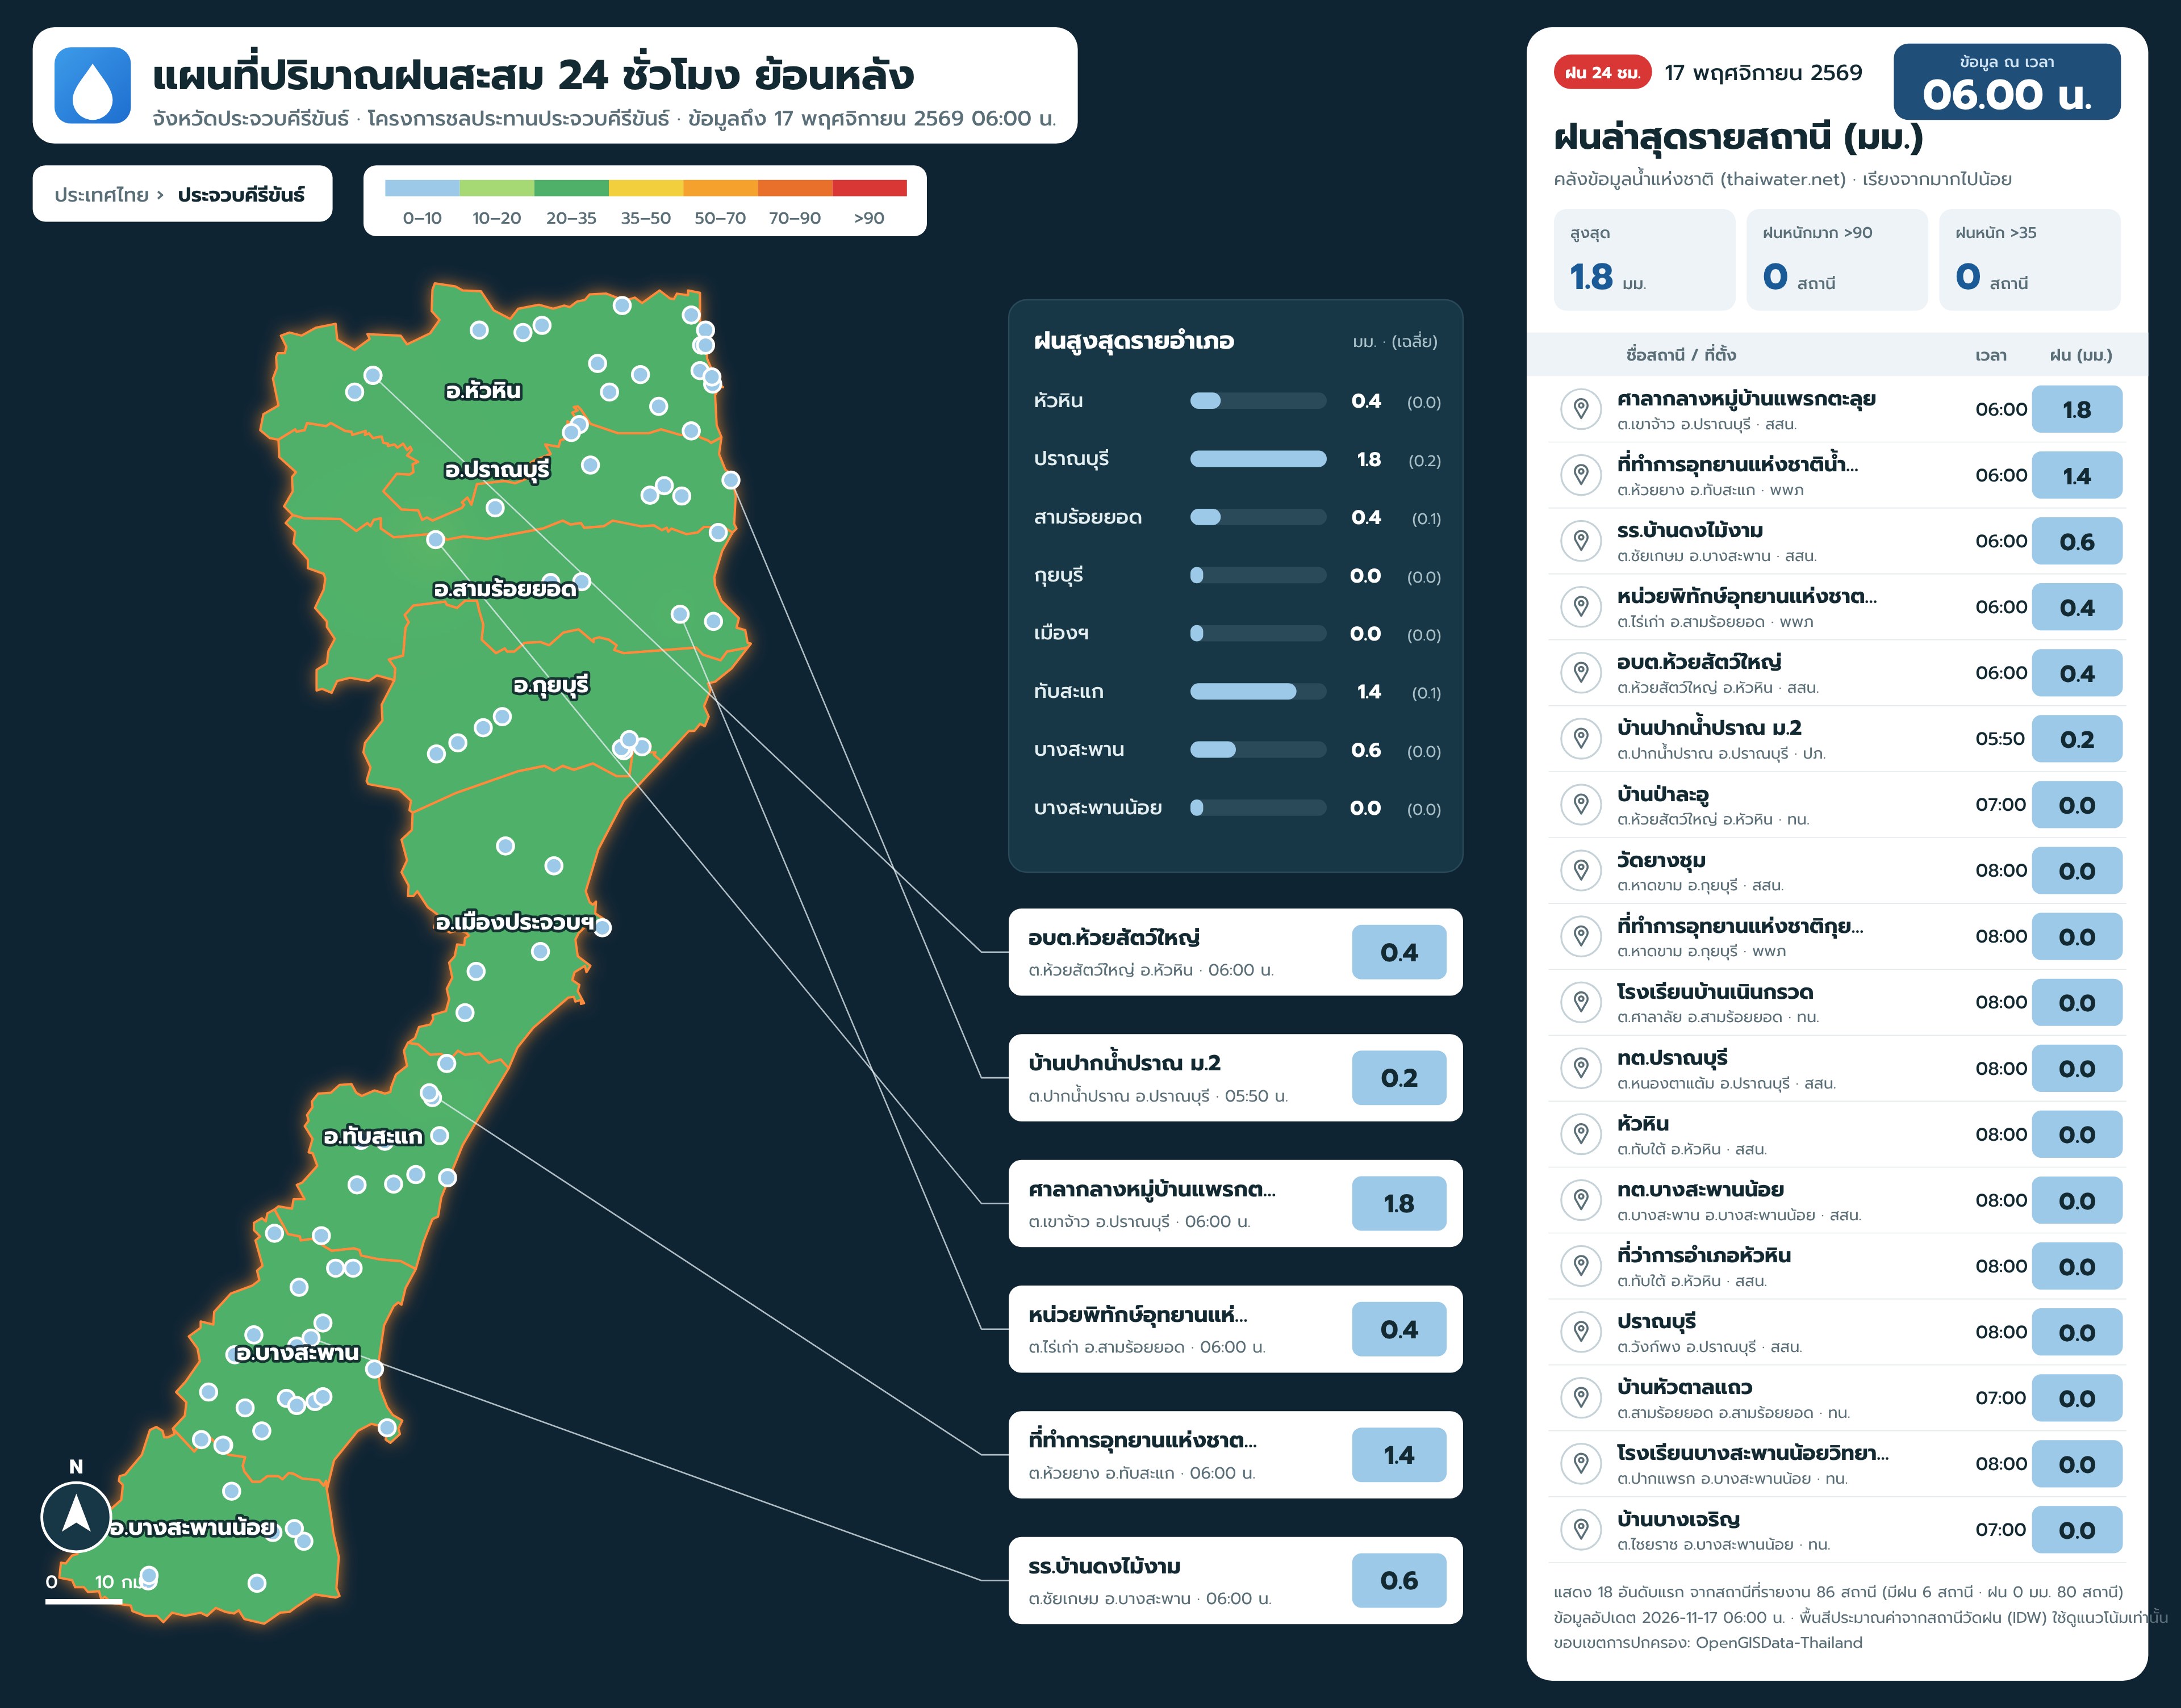 แผนที่ปริมาณฝนสะสม 24 ชั่วโมง ย้อนหลัง
จังหวัดประจวบคีรีขันธ์ · โครงการชลประทานประจวบคีรีขันธ์ · ข้อมูลถึง 17 พฤศจิกายน 2569 06:00 น.
ประเทศไทย › ประจวบคีรีขันธ์
0–10 10–20 20–35 35–50 50–70 70–90 >90
อ.หัวหิน
อ.ปราณบุรี
อ.สามร้อยยอด
อ.กุยบุรี
อ.เมืองประจวบฯ
อ.ทับสะแก
อ.บางสะพาน
อ.บางสะพานน้อย
N
0 10 กม.
ฝนสูงสุดรายอำเภอ มม. · (เฉลี่ย)
หัวหิน 0.4 (0.0)
ปราณบุรี 1.8 (0.2)
สามร้อยยอด 0.4 (0.1)
กุยบุรี 0.0 (0.0)
เมืองฯ 0.0 (0.0)
ทับสะแก 1.4 (0.1)
บางสะพาน 0.6 (0.0)
บางสะพานน้อย 0.0 (0.0)
อบต.ห้วยสัตว์ใหญ่ 0.4
ต.ห้วยสัตว์ใหญ่ อ.หัวหิน · 06:00 น.
บ้านปากน้ำปราณ ม.2 0.2
ต.ปากน้ำปราณ อ.ปราณบุรี · 05:50 น.
ศาลากลางหมู่บ้านแพรกต... 1.8
ต.เขาจ้าว อ.ปราณบุรี · 06:00 น.
หน่วยพิทักษ์อุทยานแห่... 0.4
ต.ไร่เก่า อ.สามร้อยยอด · 06:00 น.
ที่ทำการอุทยานแห่งชาต... 1.4
ต.ห้วยยาง อ.ทับสะแก · 06:00 น.
รร.บ้านดงไม้งาม 0.6
ต.ชัยเกษม อ.บางสะพาน · 06:00 น.
ฝน 24 ชม. 17 พฤศจิกายน 2569
ข้อมูล ณ เวลา
06.00 น.
ฝนล่าสุดรายสถานี (มม.)
คลังข้อมูลน้ำแห่งชาติ (thaiwater.net) · เรียงจากมากไปน้อย
สูงสุด ฝนหนักมาก >90 ฝนหนัก >35
1.8 มม. 0 สถานี 0 สถานี
ชื่อสถานี / ที่ตั้ง เวลา ฝน (มม.)
ศาลากลางหมู่บ้านแพรกตะลุย 06:00 1.8
ต.เขาจ้าว อ.ปราณบุรี · สสน.
ที่ทำการอุทยานแห่งชาติน้ำ... 06:00 1.4
ต.ห้วยยาง อ.ทับสะแก · พวภ
รร.บ้านดงไม้งาม 06:00 0.6
ต.ชัยเกษม อ.บางสะพาน · สสน.
หน่วยพิทักษ์อุทยานแห่งชาต... 06:00 0.4
ต.ไร่เก่า อ.สามร้อยยอด · พวภ
อบต.ห้วยสัตว์ใหญ่ 06:00 0.4
ต.ห้วยสัตว์ใหญ่ อ.หัวหิน · สสน.
บ้านปากน้ำปราณ ม.2 05:50 0.2
ต.ปากน้ำปราณ อ.ปราณบุรี · ปภ.
บ้านป่าละอู 07:00 0.0
ต.ห้วยสัตว์ใหญ่ อ.หัวหิน · ทน.
วัดยางชุม 08:00 0.0
ต.หาดขาม อ.กุยบุรี · สสน.
ที่ทำการอุทยานแห่งชาติกุย... 08:00 0.0
ต.หาดขาม อ.กุยบุรี · พวภ
โรงเรียนบ้านเนินกรวด 08:00 0.0
ต.ศาลาลัย อ.สามร้อยยอด · ทน.
ทต.ปราณบุรี 08:00 0.0
ต.หนองตาแต้ม อ.ปราณบุรี · สสน.
หัวหิน 08:00 0.0
ต.ทับใต้ อ.หัวหิน · สสน.
ทต.บางสะพานน้อย 08:00 0.0
ต.บางสะพาน อ.บางสะพานน้อย · สสน.
ที่ว่าการอำเภอหัวหิน 08:00 0.0
ต.ทับใต้ อ.หัวหิน · สสน.
ปราณบุรี 08:00 0.0
ต.วังก์พง อ.ปราณบุรี · สสน.
บ้านหัวตาลแถว 07:00 0.0
ต.สามร้อยยอด อ.สามร้อยยอด · ทน.
โรงเรียนบางสะพานน้อยวิทยา... 08:00 0.0
ต.ปากแพรก อ.บางสะพานน้อย · ทน.
บ้านบางเจริญ 07:00 0.0
ต.ไชยราช อ.บางสะพานน้อย · ทน.
แสดง 18 อันดับแรก จากสถานีที่รายงาน 86 สถานี (มีฝน 6 สถานี · ฝน 0 มม. 80 สถานี)
ข้อมูลอัปเดต 2026-11-17 06:00 น. · พื้นสีประมาณค่าจากสถานีวัดฝน (IDW) ใช้ดูแนวโน้มเท่านั้น
ขอบเขตการปกครอง: OpenGISData-Thailand